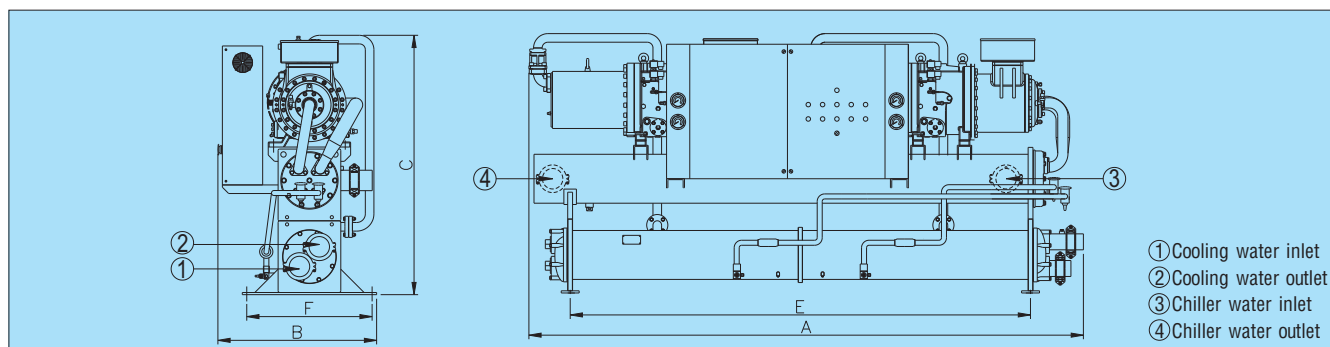 C
4
3
2
1
F
B
E
A
①Cooling water inlet
②Cooling water outlet
③Chiller water inlet
④Chiller water outlet